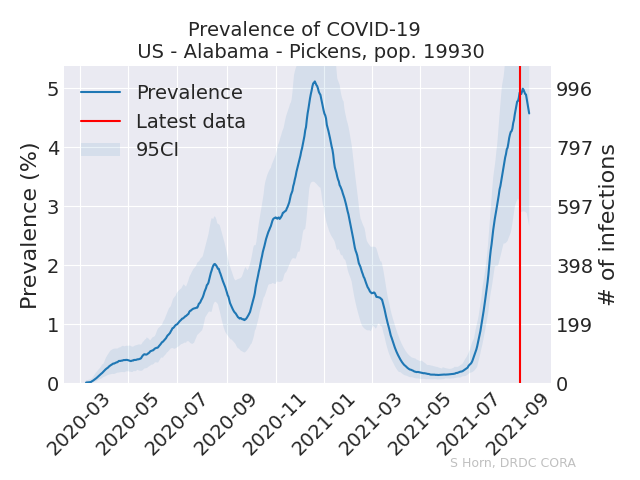 Prevalence of COVID-19
US - Alabama - Pickens, pop. 19930
Prevalence
Latest data
95CI
Prevalence (%)
5
4
3
2
1
0
996
797
597
398
199
0
# of infections
2020-03
2020-05
2020-07
2020-09
2020-11
2021-01
2021-03
2021-05
2021-07
2021-09
S Horn, DRDC CORA